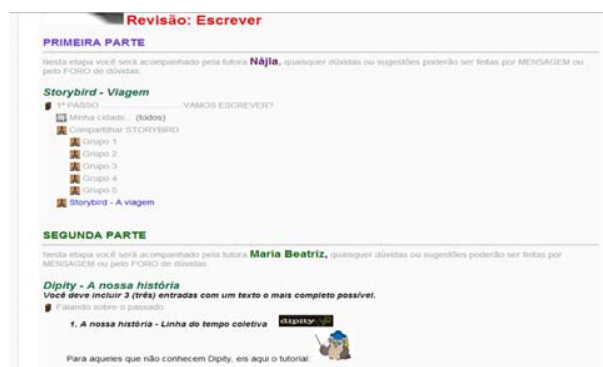 Revisão: Escrever
PRIMEIRA PARTE
Nesta etapa você será acompanhado pela tutora Nájla, quaisquer dúvidas ou sugestões poderão ser feitas por MENSAGEM ou
pelo FORO de dúvidas.
Storybird - Viagem
1º PASSO ........................... VAMOS ESCREVER?
Minha cidade... (todos)
Compartilhar STORYBIRD
Grupo 1
Grupo 2
Grupo 3
Grupo 4
Grupo 5
Storybird - A viagem
SEGUNDA PARTE
Nesta etapa você será acompanhado pela tutora Maria Beatriz, quaisquer dúvidas ou sugestões poderão ser feitas por
MENSAGEM ou pelo FORO de dúvidas.
Dipity - A nossa história
Você deve incluir 3 (três) entradas com um texto o mais completo possível.
Falando sobre o passado
1. A nossa história - Linha do tempo coletiva dipity
Para aqueles que não conhecem Dipity, eis aqui o tutorial: